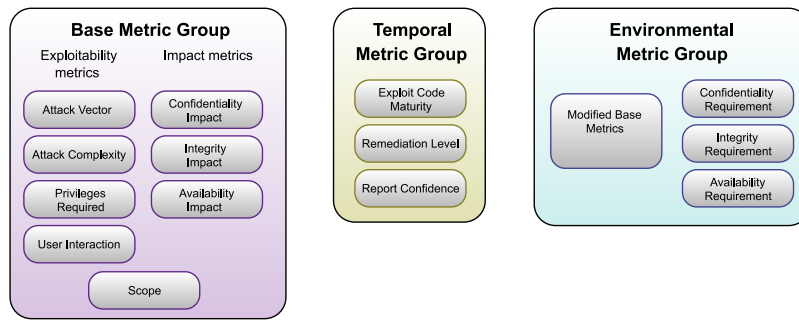 Base Metric Group
Exploitability
metrics
Impact metrics
Attack Vector
Attack Complexity
Privileges
Required
User Interaction
Confidentiality
Impact
Integrity
Impact
Availability
Impact
Scope
Temporal
Metric Group
Exploit Code
Maturity
Remediation Level
Report Confidence
Environmental
Metric Group
Modified Base
Metrics
Confidentiality
Requirement
Integrity
Requirement
Availability
Requirement